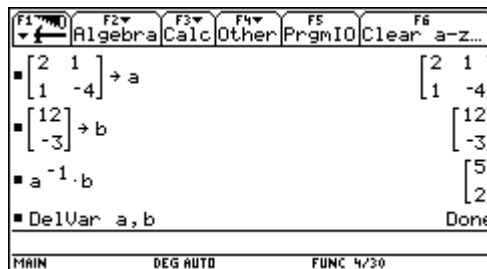 F1 F2 F3 F4 F5 F6
Algebra Calc Other PrgmIO Clear a-z…
[2 1
1 -4] → a [2 1
1 -4
[12
-3] → b [12
-3
a⁻¹·b [5
2
DelVar a,b Done
MAIN DEG AUTO FUNC 4/30